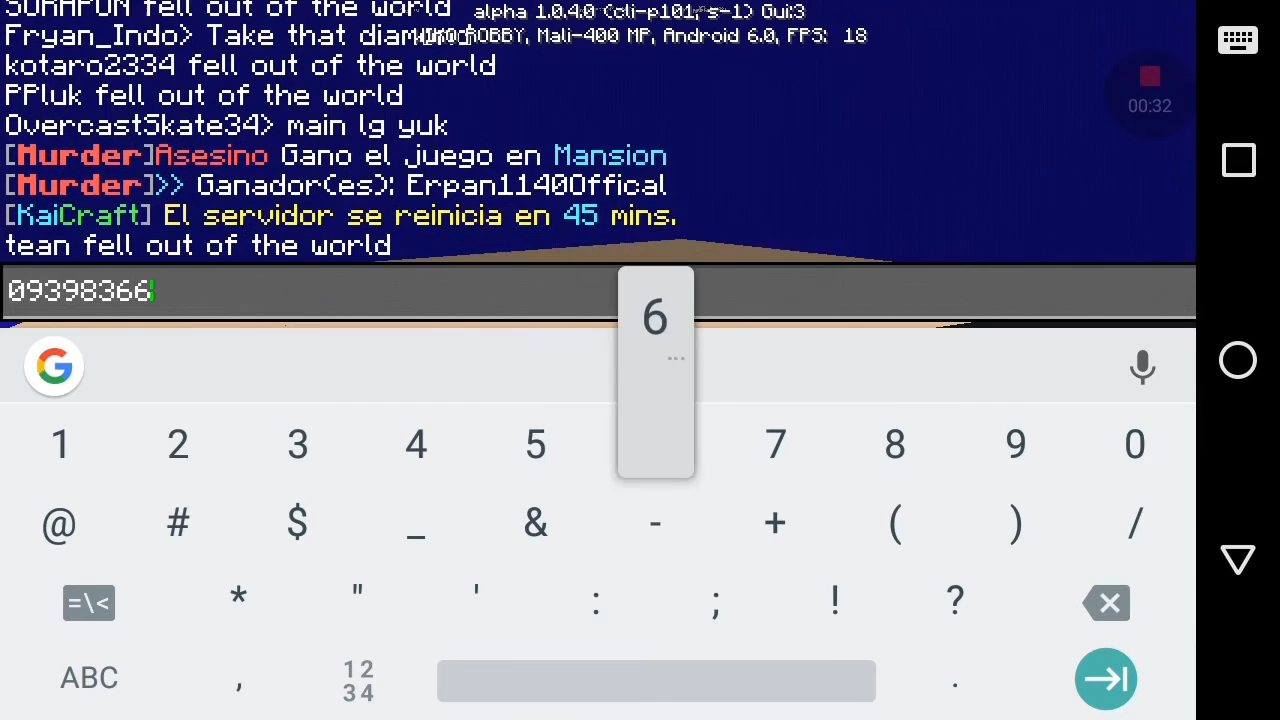 SURAPON fell out of the world
alpha 1.0.4.0 (cli-p101,-s-1) Gui:3
Fryan_Indo> Take that
ROBBY, Mali-400 MP, Android 6.0, FPS: 18
kotaro2334 fell out of the world
PPluk fell out of the world
OvercastSkate34> main lg yuk
00:32
[Murder]Asesino Gano el juego en Mansion
[Murder]>> Ganador(es): Erpan1140Offical
[KaiCraft] El servidor se reinicia en 45 mins.
tean fell out of the world
09398366
6
...
1 2 3 4 5 7 8 9 0
@ # $ _ & - + ( ) /
=\< * " ' : ; ! ?
ABC , 12 34 .